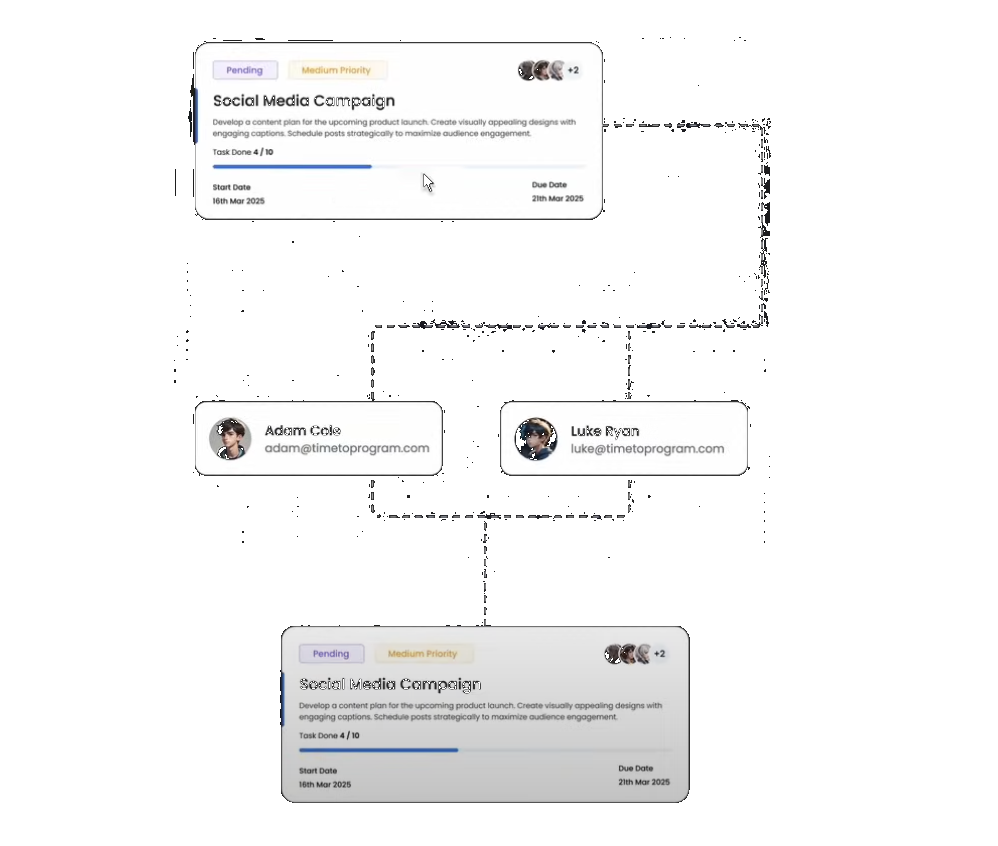 Pending
Medium Priority
+2
Social Media Campaign
Develop a content plan for the upcoming product launch. Create visually appealing designs with
engaging captions. Schedule posts strategically to maximize audience engagement.
Task Done 4 / 10
Start Date
Due Date
16th Mar 2025
21th Mar 2025
Adam Cole
adam@timetoprogram.com
Luke Ryan
luke@timetoprogram.com
Pending
Medium Priority
+2
Social Media Campaign
Develop a content plan for the upcoming product launch. Create visually appealing designs with
engaging captions. Schedule posts strategically to maximize audience engagement.
Task Done 4 / 10
Start Date
Due Date
16th Mar 2025
21th Mar 2025